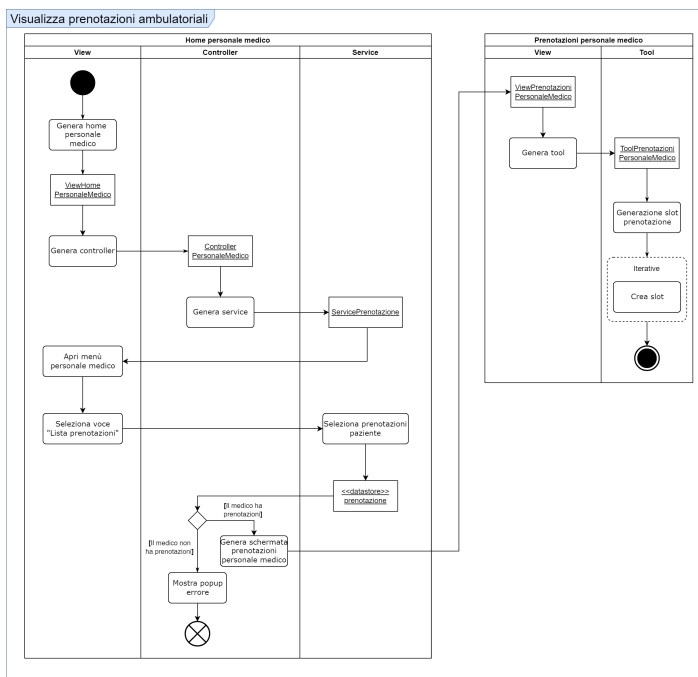 Visualizza prenotazioni ambulatoriali
Home personale medico
View
Controller
Service
Genera home
personale
medico
ViewHome
PersonaleMedico
Genera controller
Controller
PersonaleMedico
Genera service
ServicePrenotazione
Apri menù
personale medico
Seleziona voce
"Lista prenotazioni"
Seleziona prenotazioni
paziente
<<datastore>>
prenotazione
[Il medico ha
prenotazioni]
[Il medico non
ha prenotazioni]
Genera schermata
prenotazioni
personale medico
Mostra popup
errore
Prenotazioni personale medico
View
Tool
ViewPrenotazioni
PersonaleMedico
Genera tool
ToolPrenotazioni
PersonaleMedico
Generazione slot
prenotazione
Iterative
Crea slot